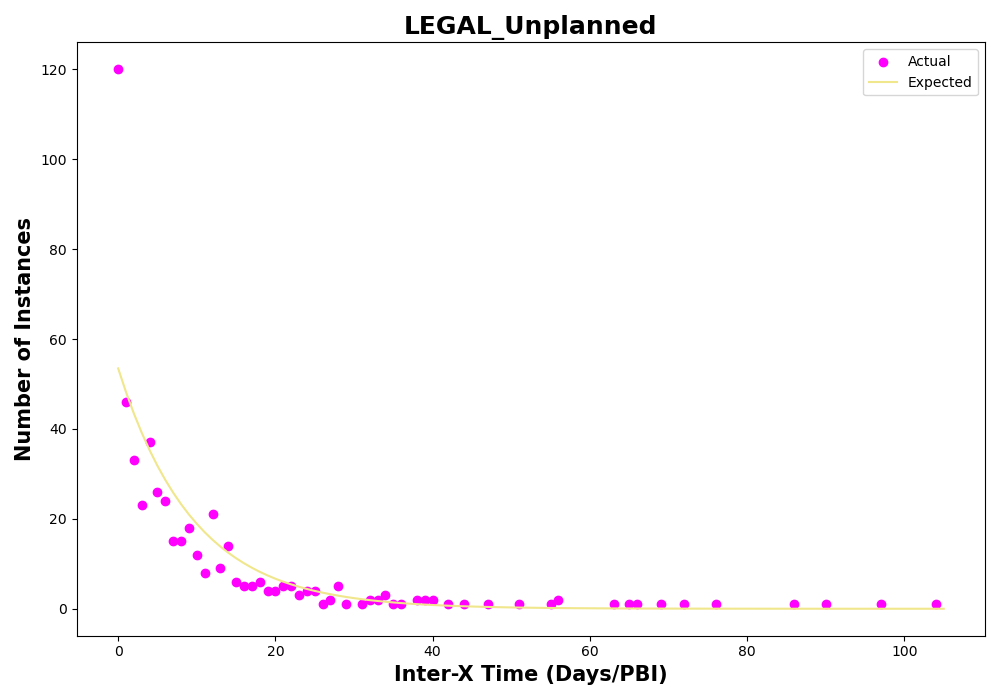 LEGAL_Unplanned
Actual
Expected
Number of Instances
120
100
80
60
40
20
0
0 20 40 60 80 100
Inter-X Time (Days/PBI)